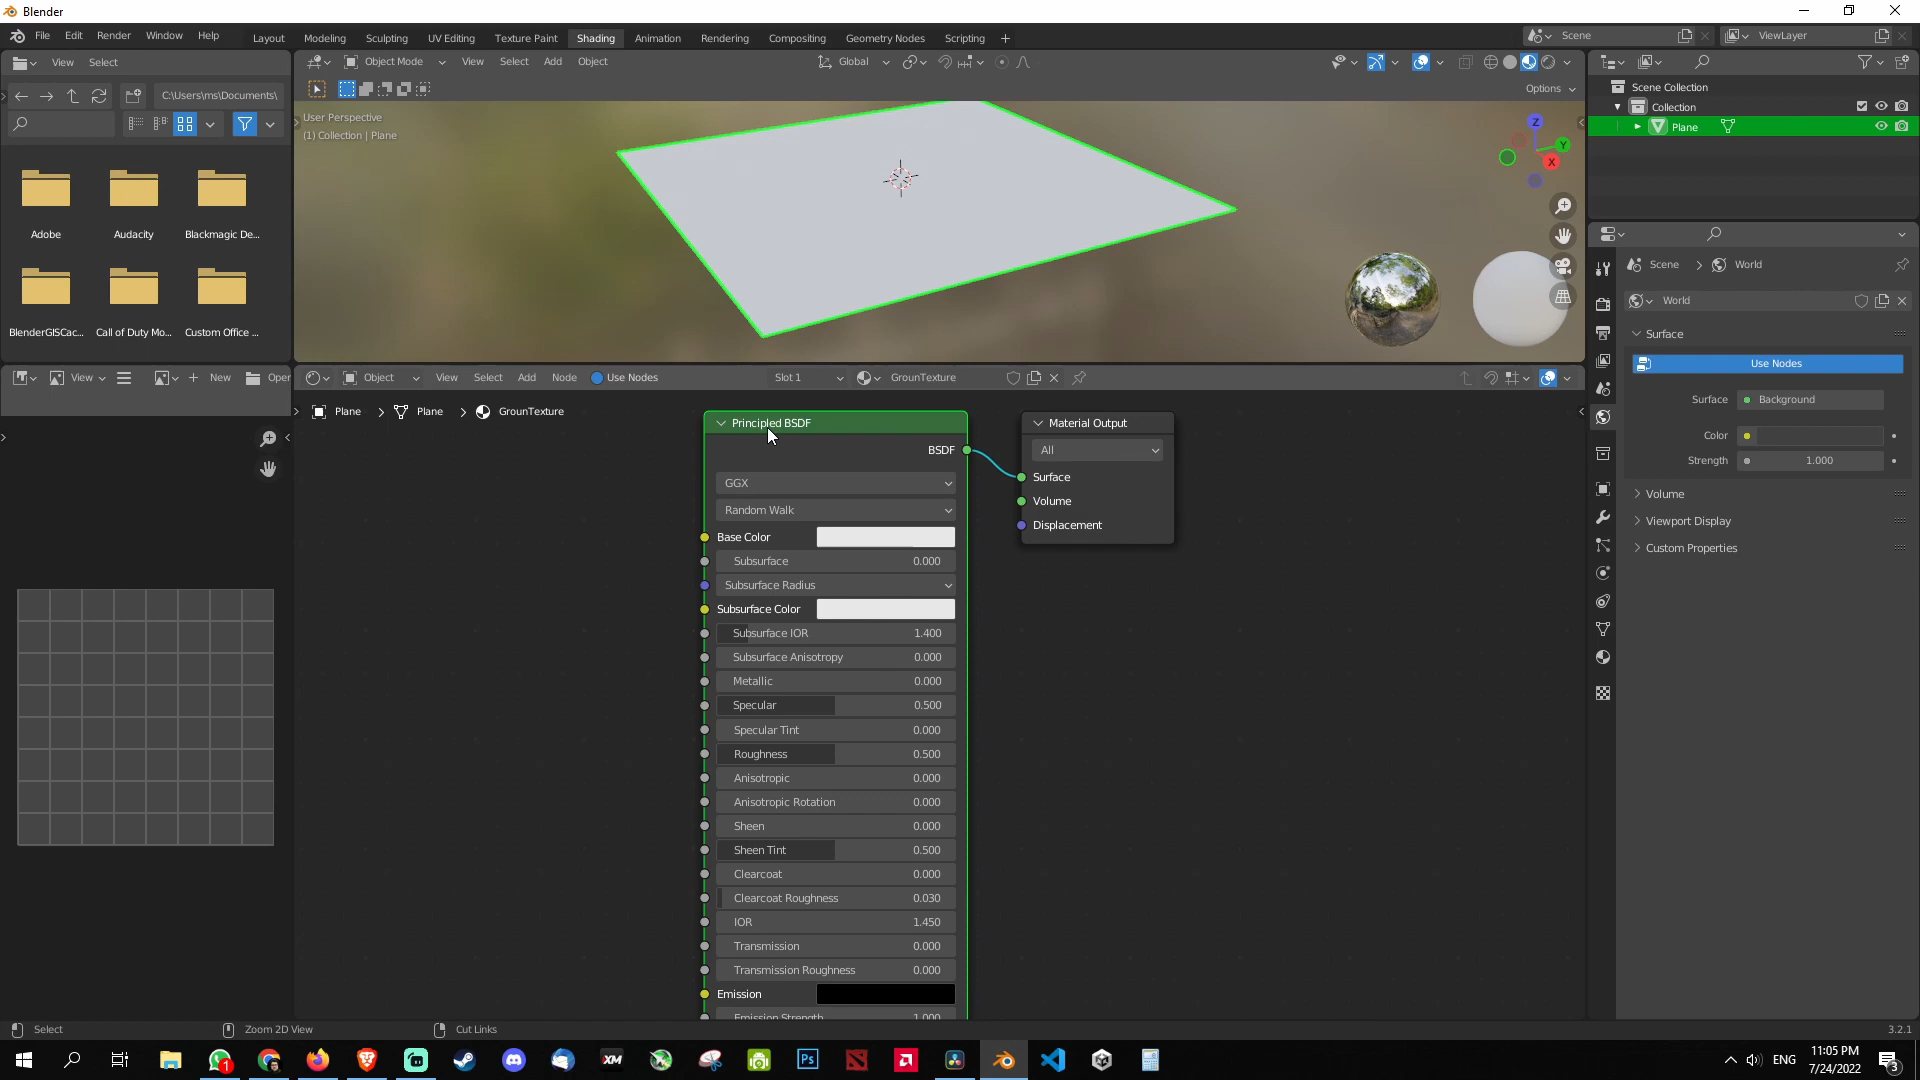 Blender
File Edit Render Window Help
Layout Modeling Sculpting UV Editing Texture Paint Shading Animation Rendering Compositing Geometry Nodes Scripting +
Scene
ViewLayer
View Select
Object Mode View Select Add Object
Global
C:\Users\ms\Documents\
Options
User Perspective
(1) Collection | Plane
Z
Y
X
Scene Collection
Collection
Plane
Adobe
Audacity
Blackmagic De...
BlenderGISCac...
Call of Duty Mo...
Custom Office ...
Scene > World
World
Surface
Use Nodes
Surface Background
Color
Strength 1.000
Volume
Viewport Display
Custom Properties
View
New
Oper
Object View Select Add Node Use Nodes
Slot 1
GrounTexture
Plane > Plane > GrounTexture
Principled BSDF
BSDF
GGX
Random Walk
Base Color
Subsurface 0.000
Subsurface Radius
Subsurface Color
Subsurface IOR 1.400
Subsurface Anisotropy 0.000
Metallic 0.000
Specular 0.500
Specular Tint 0.000
Roughness 0.500
Anisotropic 0.000
Anisotropic Rotation 0.000
Sheen 0.000
Sheen Tint 0.500
Clearcoat 0.000
Clearcoat Roughness 0.030
IOR 1.450
Transmission 0.000
Transmission Roughness 0.000
Emission
Emission Strength 1.000
Material Output
All
Surface
Volume
Displacement
Select
Zoom 2D View
Cut Links
3.2.1
1
XM
Ps
ENG
11:05 PM
7/24/2022
3